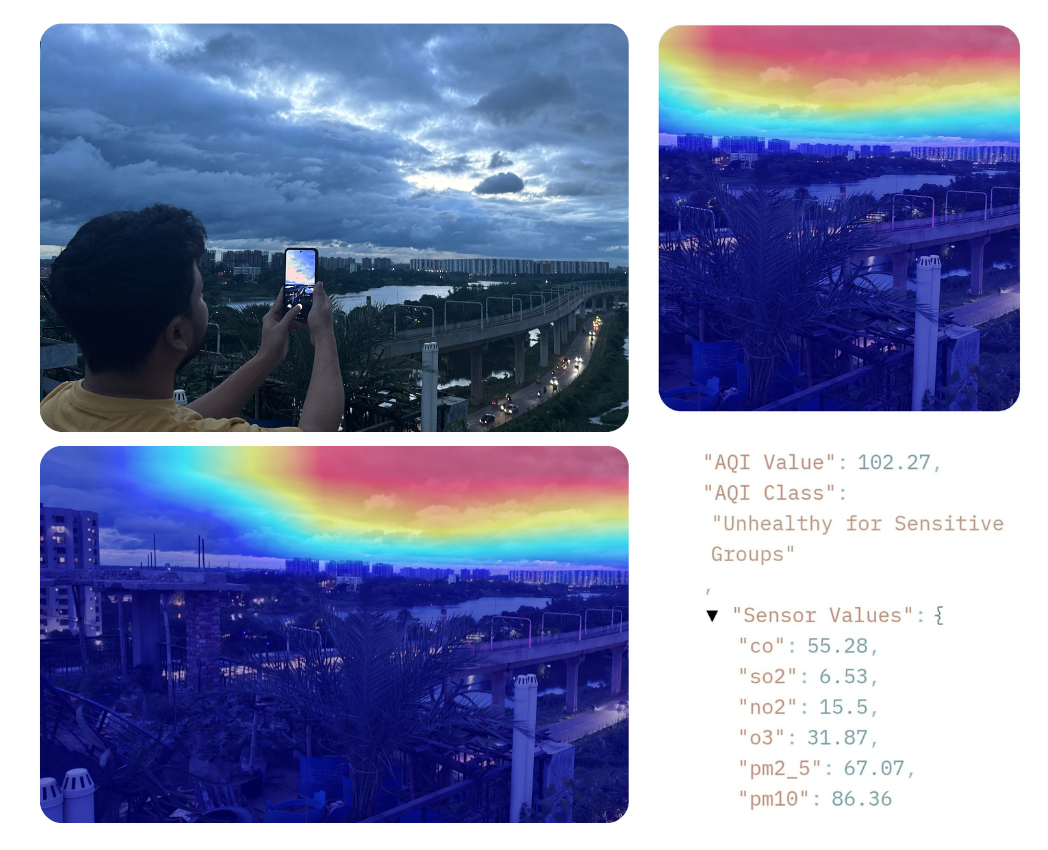 "AQI Value": 102.27,
"AQI Class":
"Unhealthy for Sensitive
Groups"
,
▼ "Sensor Values": {
"co": 55.28,
"so2": 6.53,
"no2": 15.5,
"o3": 31.87,
"pm2_5": 67.07,
"pm10": 86.36